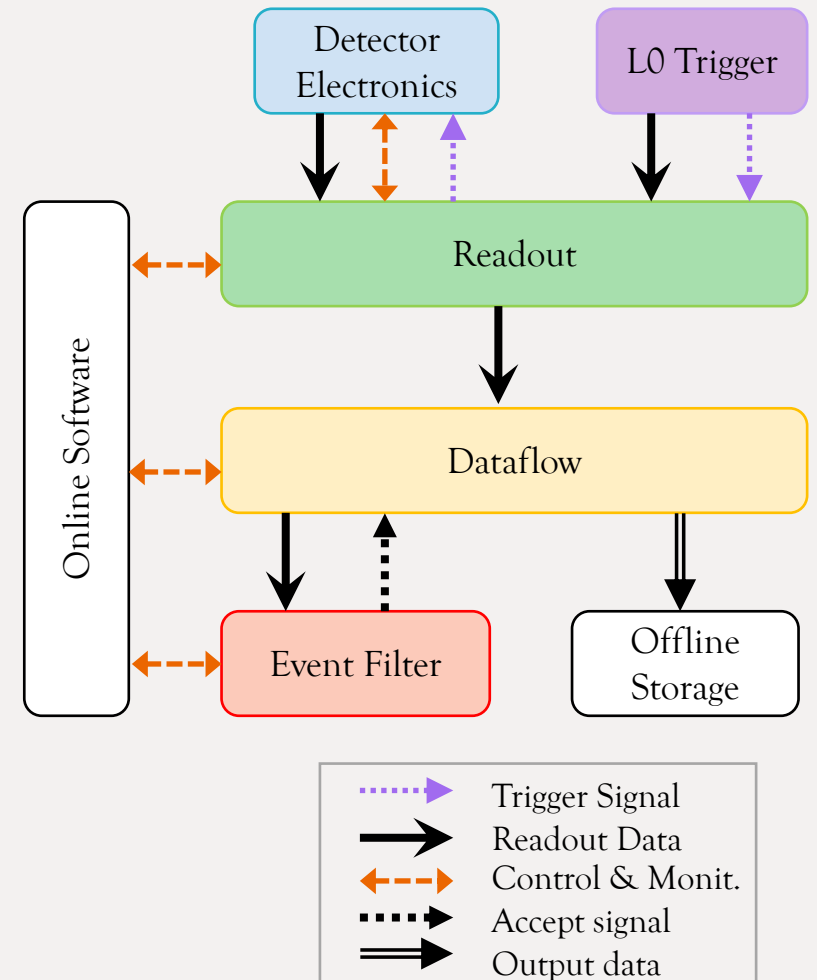 Detector
Electronics
L0 Trigger
Readout
Online Software
Dataflow
Event Filter
Offline
Storage
Trigger Signal
Readout Data
Control & Monit.
Accept signal
Output data